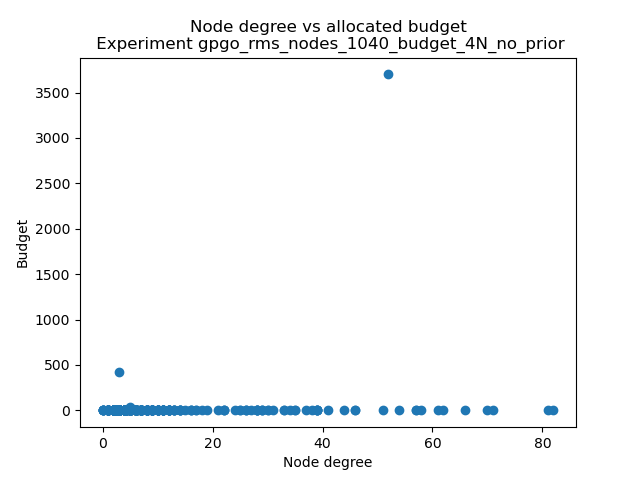 Node degree vs allocated budget
Experiment gpgo_rms_nodes_1040_budget_4N_no_prior
3500
3000
2500
2000
1500
1000
500
0
Budget
0 20 40 60 80
Node degree